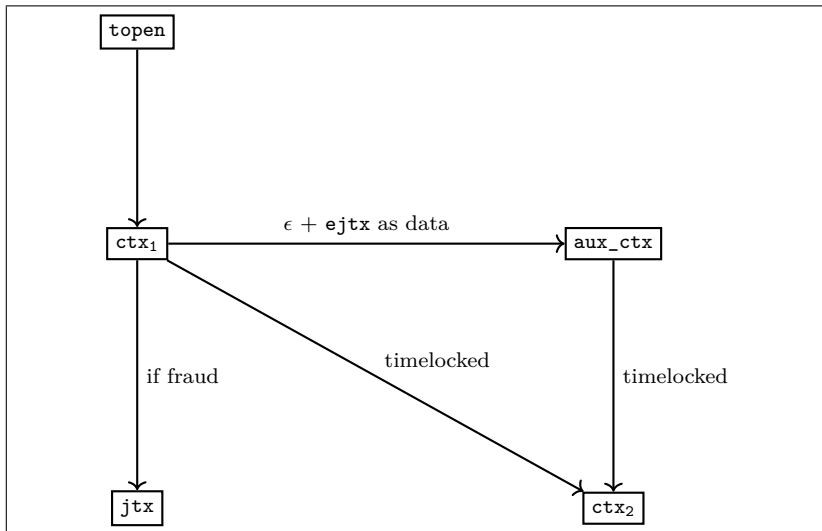 topen
ctx₁
ϵ + ejtx as data
aux_ctx
if fraud
timelocked
timelocked
jtx
ctx₂